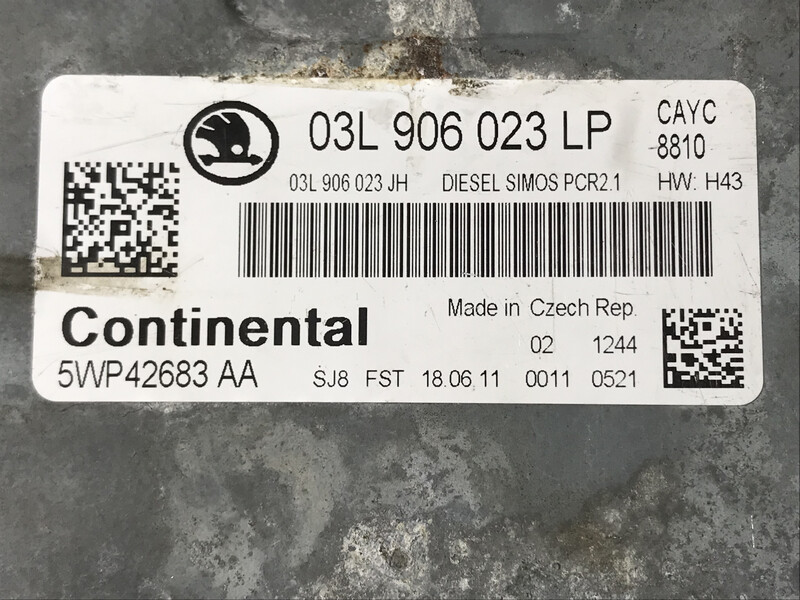 03L 906 023 LP
CAYC
8810
03L 906 023 JH DIESEL SIMOS PCR2.1 HW: H43
Continental
Made in Czech Rep.
02 1244
5WP42683 AA
SJ8 FST 18.06.11 0011 0521